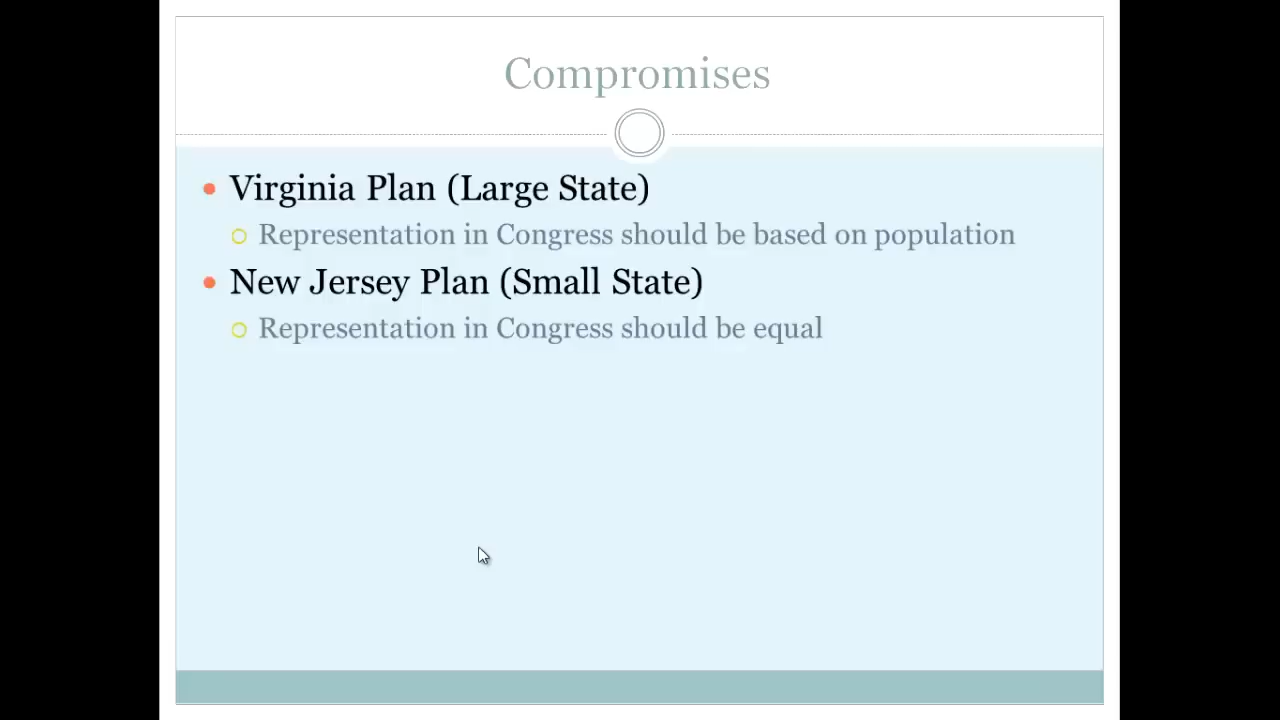 Compromises
Virginia Plan (Large State)
Representation in Congress should be based on population
New Jersey Plan (Small State)
Representation in Congress should be equal